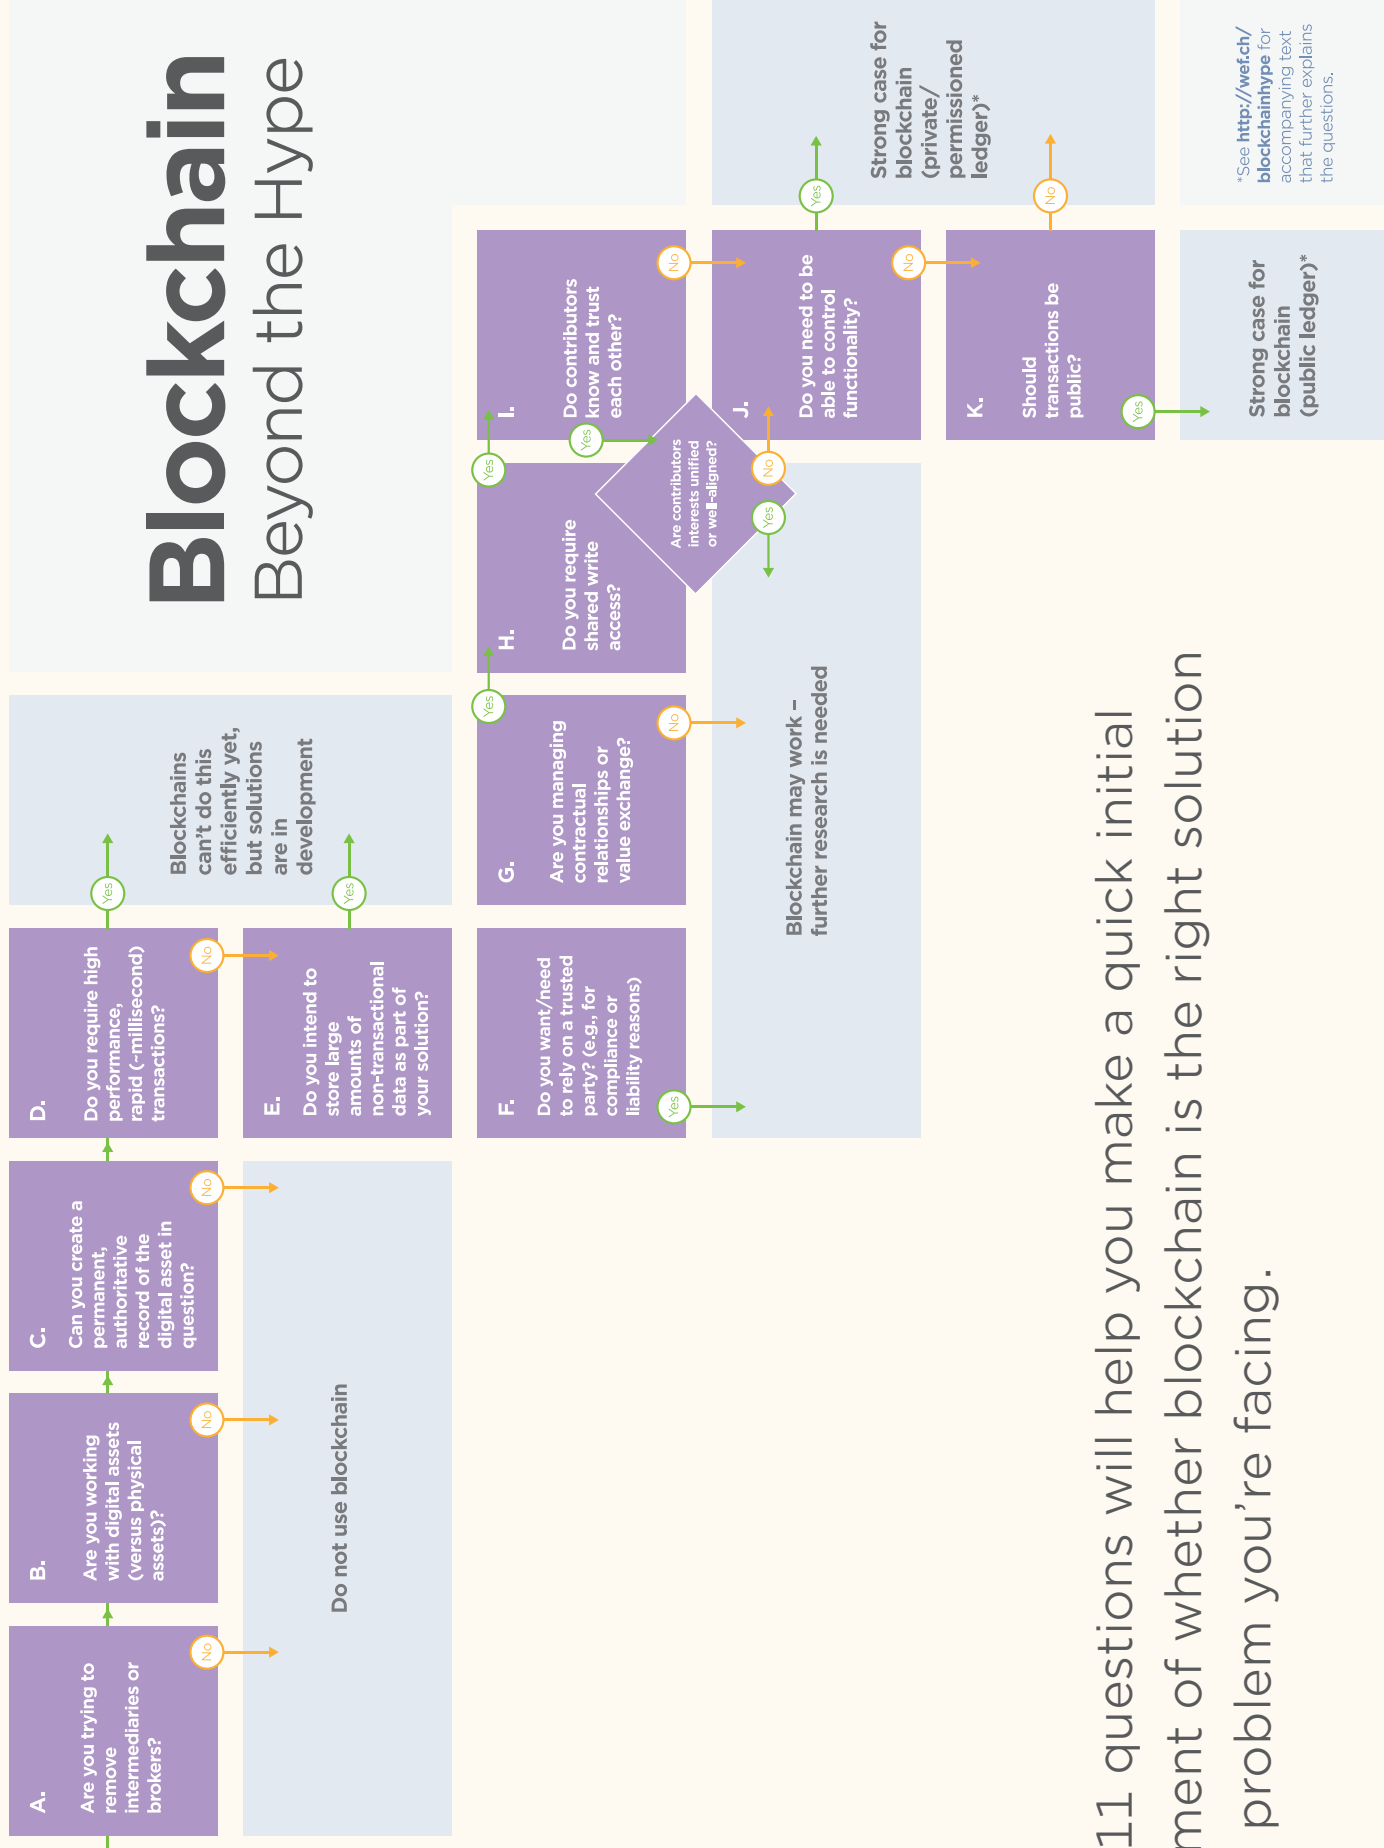 Blockchain
Beyond the Hype
A.
Are you trying to
remove
intermediaries or
brokers?
No
B.
Are you working
with digital assets
(versus physical
assets)?
No
C.
Can you create a
permanent,
authoritative
record of the
digital asset in
question?
No
D.
Do you require high
performance,
rapid (~millisecond)
transactions?
Yes
No
Blockchains
can't do this
efficiently yet,
but solutions
are in
development
Do not use blockchain
E.
Do you intend to
store large
amounts of
non-transactional
data as part of
your solution?
Yes
F.
Do you want/need
to rely on a trusted
party? (e.g., for
compliance or
liability reasons)
Yes
G.
Are you managing
contractual
relationships or
value exchange?
Yes
No
H.
Do you require
shared write
access?
Yes
I.
Do contributors
know and trust
each other?
Yes
No
Are contributors
interests unified
or well-aligned?
Yes
No
Blockchain may work –
further research is needed
J.
Do you need to be
able to control
functionality?
Yes
No
Strong case for
blockchain
(private/
permissioned
ledger)*
K.
Should
transactions be
public?
No
Yes
Strong case for
blockchain
(public ledger)*
*See http://wef.ch/
blockchainhype for
accompanying text
that further explains
the questions.
11 questions will help you make a quick initial
ment of whether blockchain is the right solution
problem you're facing.